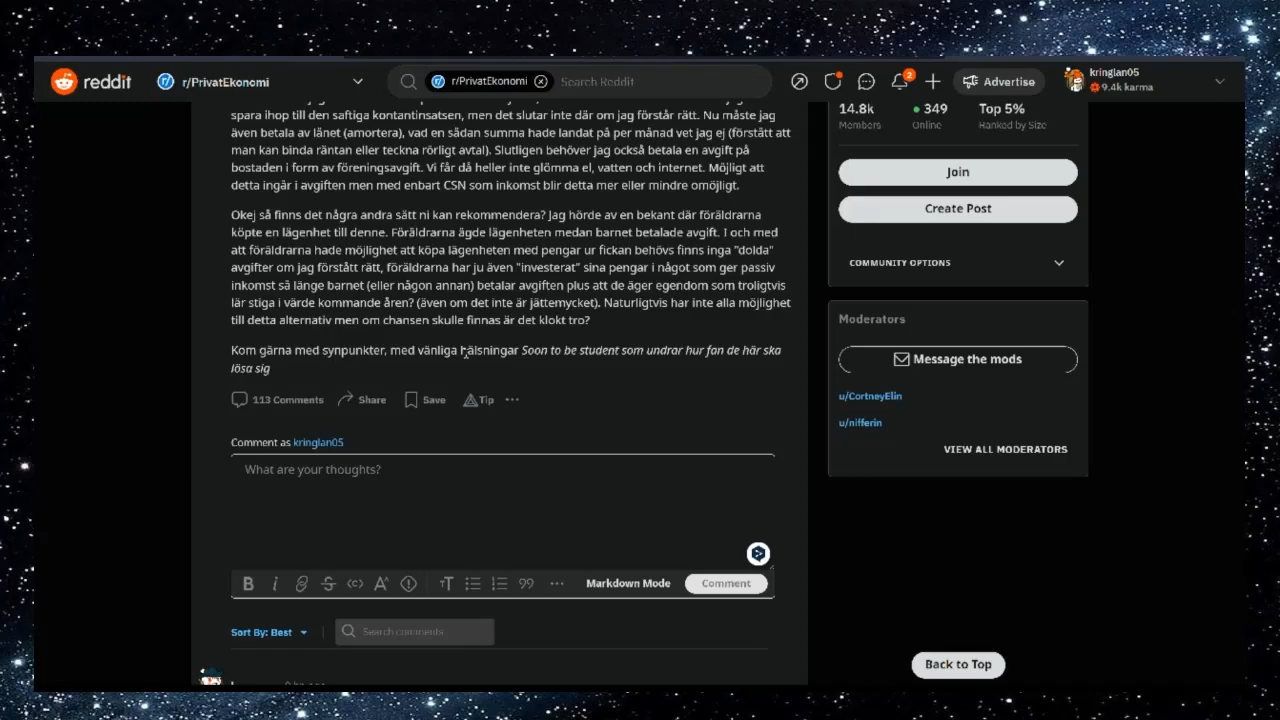 reddit
r/PrivatEkonomi
r/PrivatEkonomi
Search Reddit
2
Advertise
kringlan05
9.4k karma
spara ihop till den saftiga kontantinsatsen, men det slutar inte där om jag förstår rätt. Nu måste jag
även betala av lånet (amortera), vad en sådan summa hade landat på per månad vet jag ej (förstått att
man kan binda räntan eller teckna rörligt avtal). Slutligen behöver jag också betala en avgift på
bostaden i form av föreningsavgift. Vi får då heller inte glömma el, vatten och internet. Möjligt att
detta ingår i avgiften men med enbart CSN som inkomst blir detta mer eller mindre omöjligt.
Okej så finns det några andra sätt ni kan rekommendera? Jag hörde av en bekant där föräldrarna
köpte en lägenhet till denne. Föräldrarna ägde lägenheten medan barnet betalade avgift. I och med
att föräldrarna hade möjlighet att köpa lägenheten med pengar ur fickan behövs finns inga "dolda"
avgifter om jag förstått rätt, föräldrarna har ju även "investerat" sina pengar i något som ger passiv
inkomst så länge barnet (eller någon annan) betalar avgiften plus att de äger egendom som troligtvis
lär stiga i värde kommande åren? (även om det inte är jättemycket). Naturligtvis har inte alla möjlighet
till detta alternativ men om chansen skulle finnas är det klokt tro?
Kom gärna med synpunkter, med vänliga hälsningar Soon to be student som undrar hur fan de här ska
lösa sig
113 Comments
Share
Save
Tip
Comment as kringlan05
What are your thoughts?
Markdown Mode
Comment
Sort By: Best
Search comments
14.8k
349
Top 5%
Members
Online
Ranked by Size
Join
Create Post
COMMUNITY OPTIONS
Moderators
Message the mods
u/CortneyElin
u/nifferin
VIEW ALL MODERATORS
Back to Top